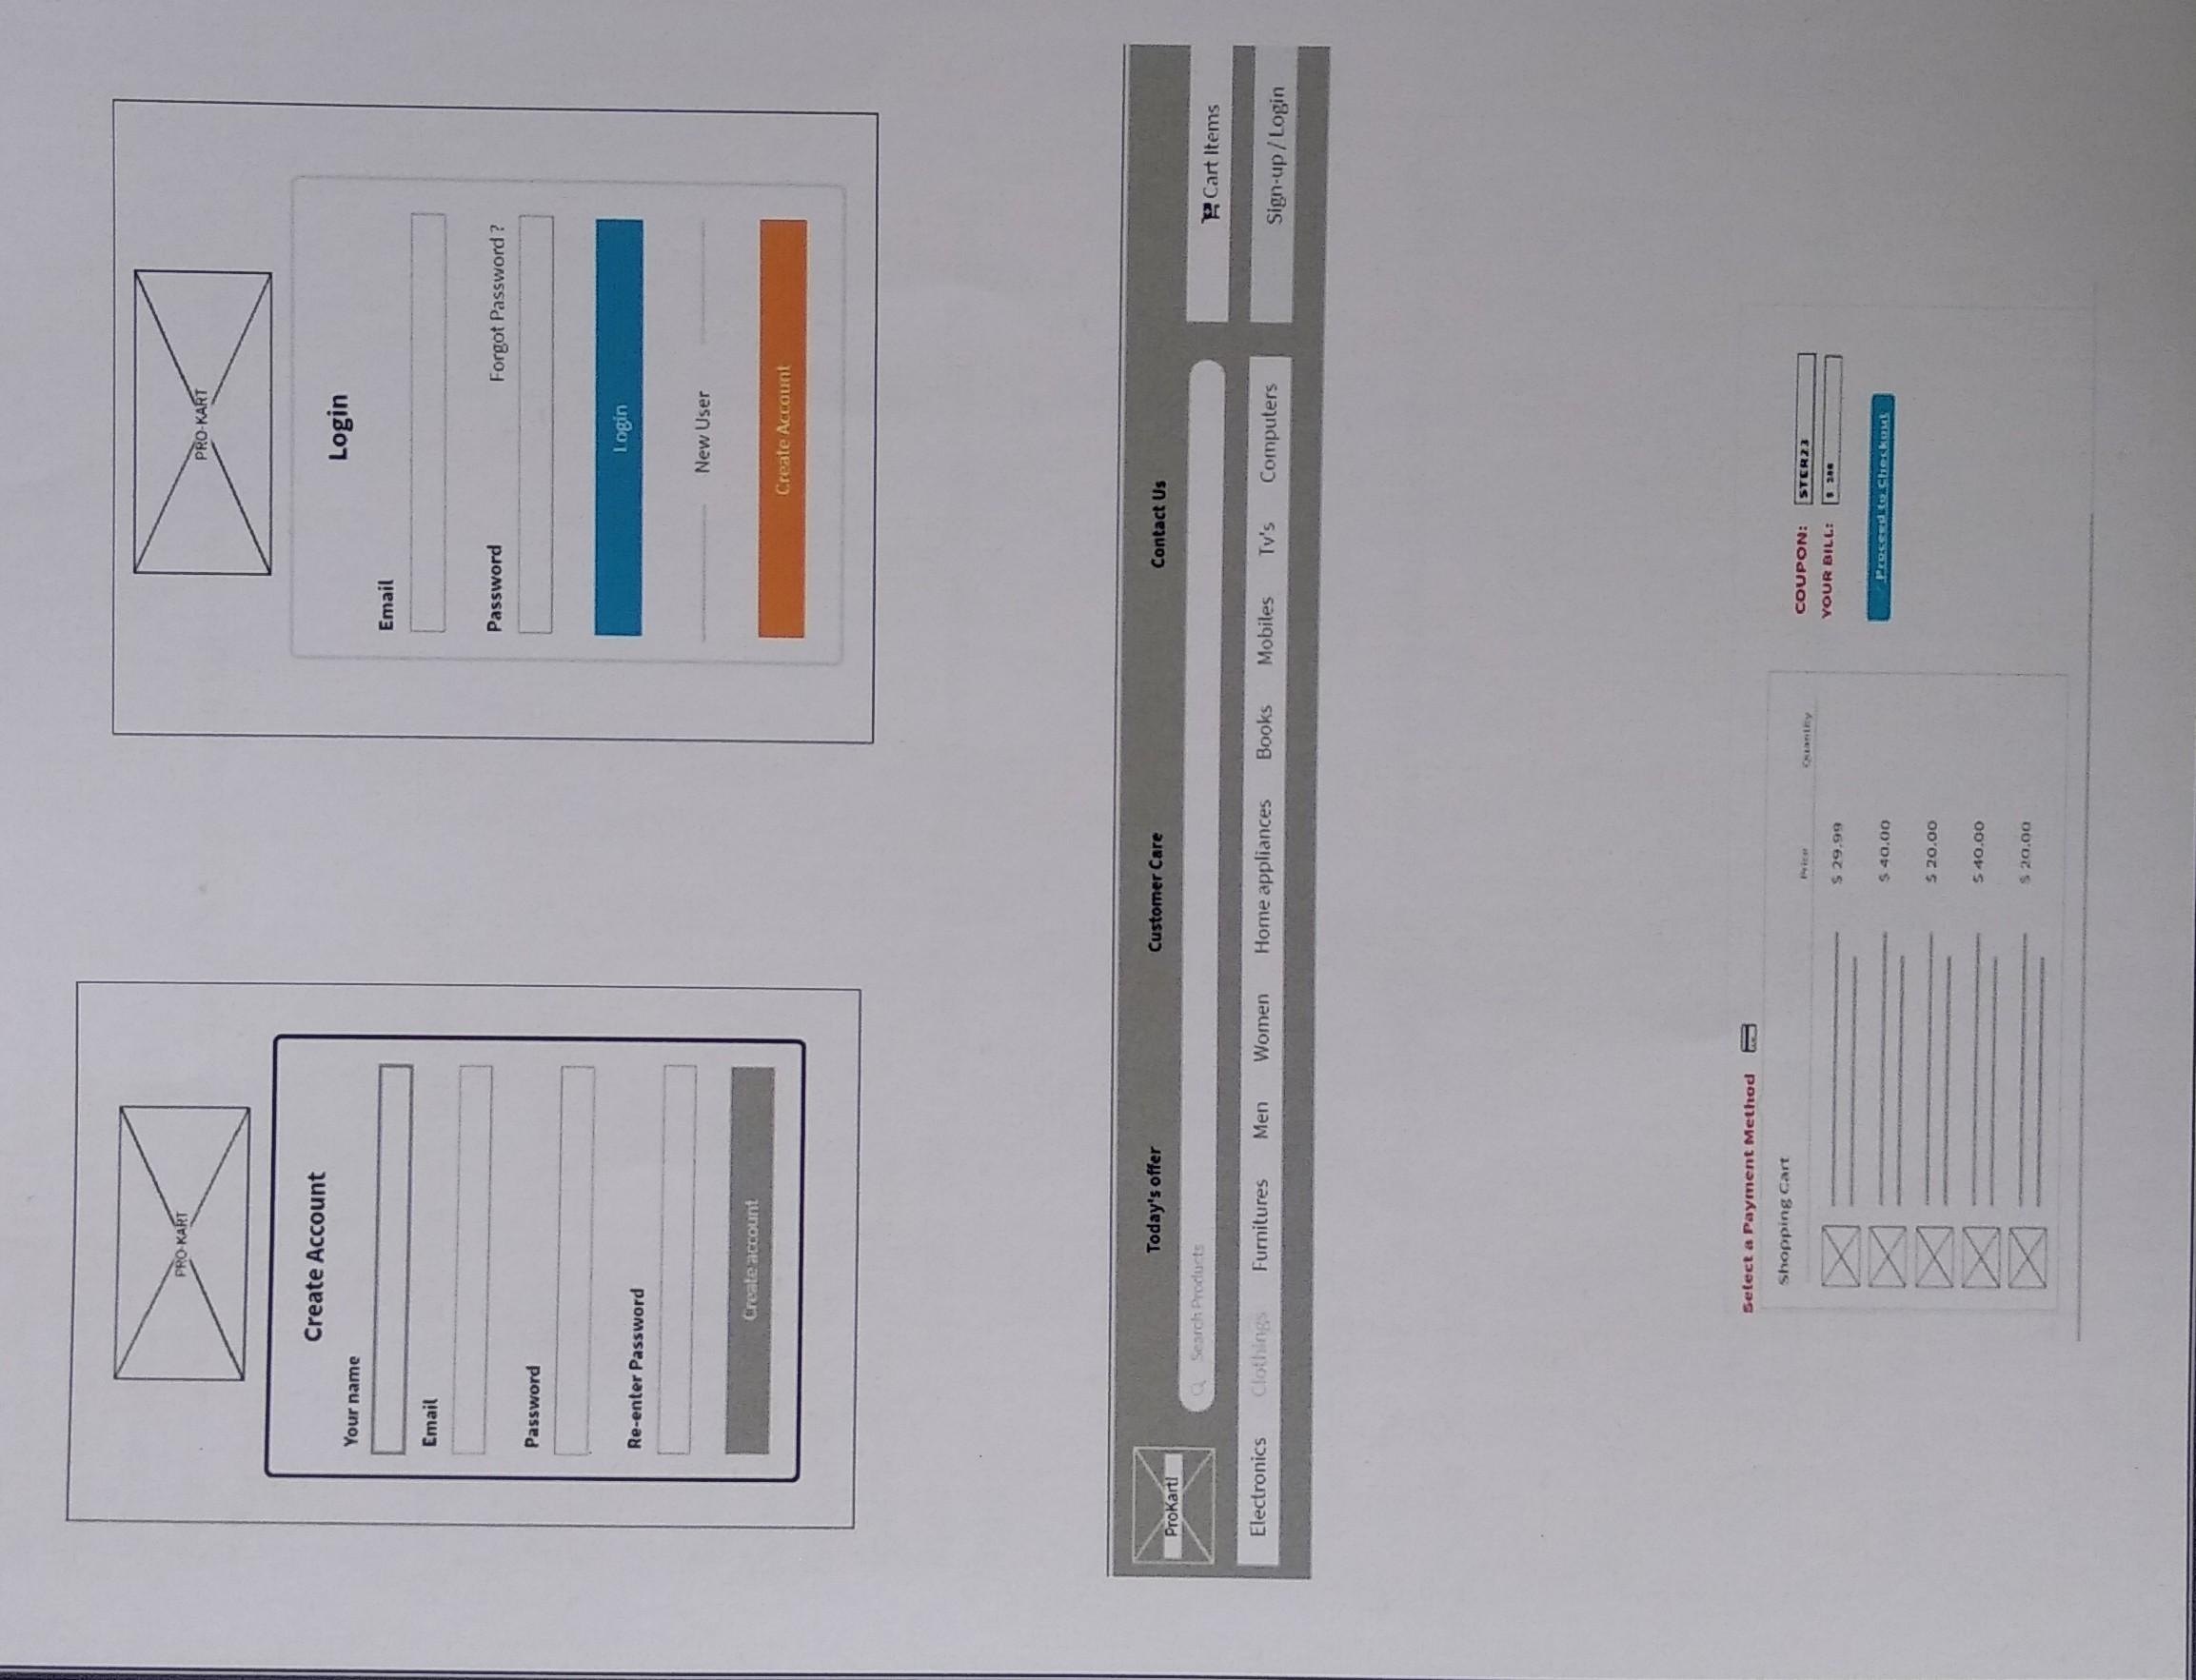 PRO-KART
Create Account
Your name
Email
Password
Re-enter Password
Create account
PRO-KART
Login
Email
Password Forgot Password ?
Login
New User
Create Account
Today's offer Customer Care Contact Us
ProKart!
Search Products Cart Items
Electronics Clothings Furnitures Men Women Home appliances Books Mobiles Tv's Computers Sign-up / Login
Select a Payment Method
Shopping Cart
Price Quantity
$ 29.99
$ 40.00
$ 20.00
$ 40.00
$ 20.00
COUPON: STER23
YOUR BILL: $
Proceed to Checkout